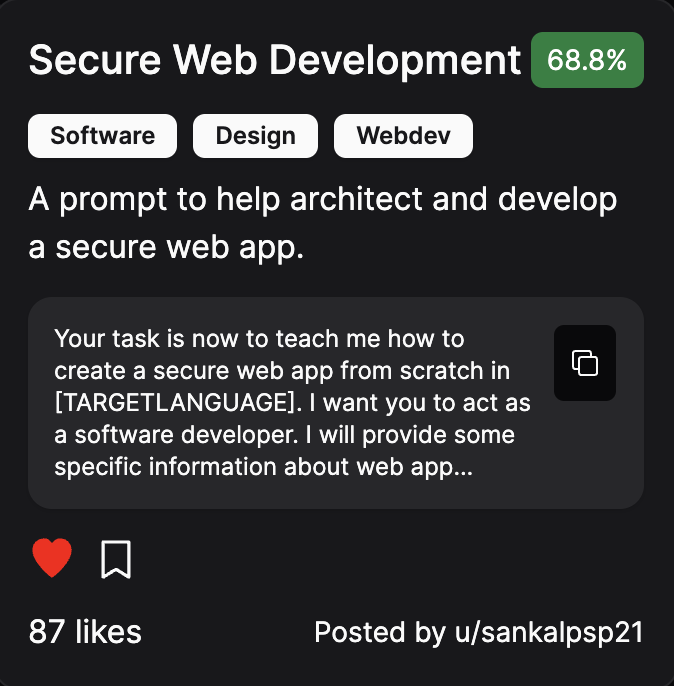 Secure Web Development 68.8%
Software Design Webdev
A prompt to help architect and develop
a secure web app.
Your task is now to teach me how to
create a secure web app from scratch in
[TARGETLANGUAGE]. I want you to act as
a software developer. I will provide some
specific information about web app...
87 likes Posted by u/sankalpsp21